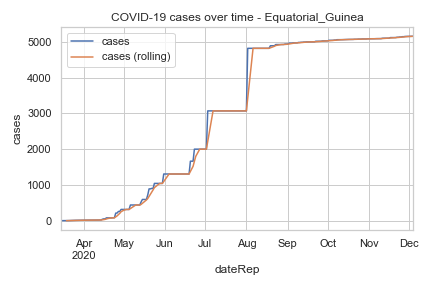 COVID-19 cases over time - Equatorial_Guinea
cases
cases (rolling)
cases
5000
4000
3000
2000
1000
0
Apr May Jun Jul Aug Sep Oct Nov Dec
2020
dateRep